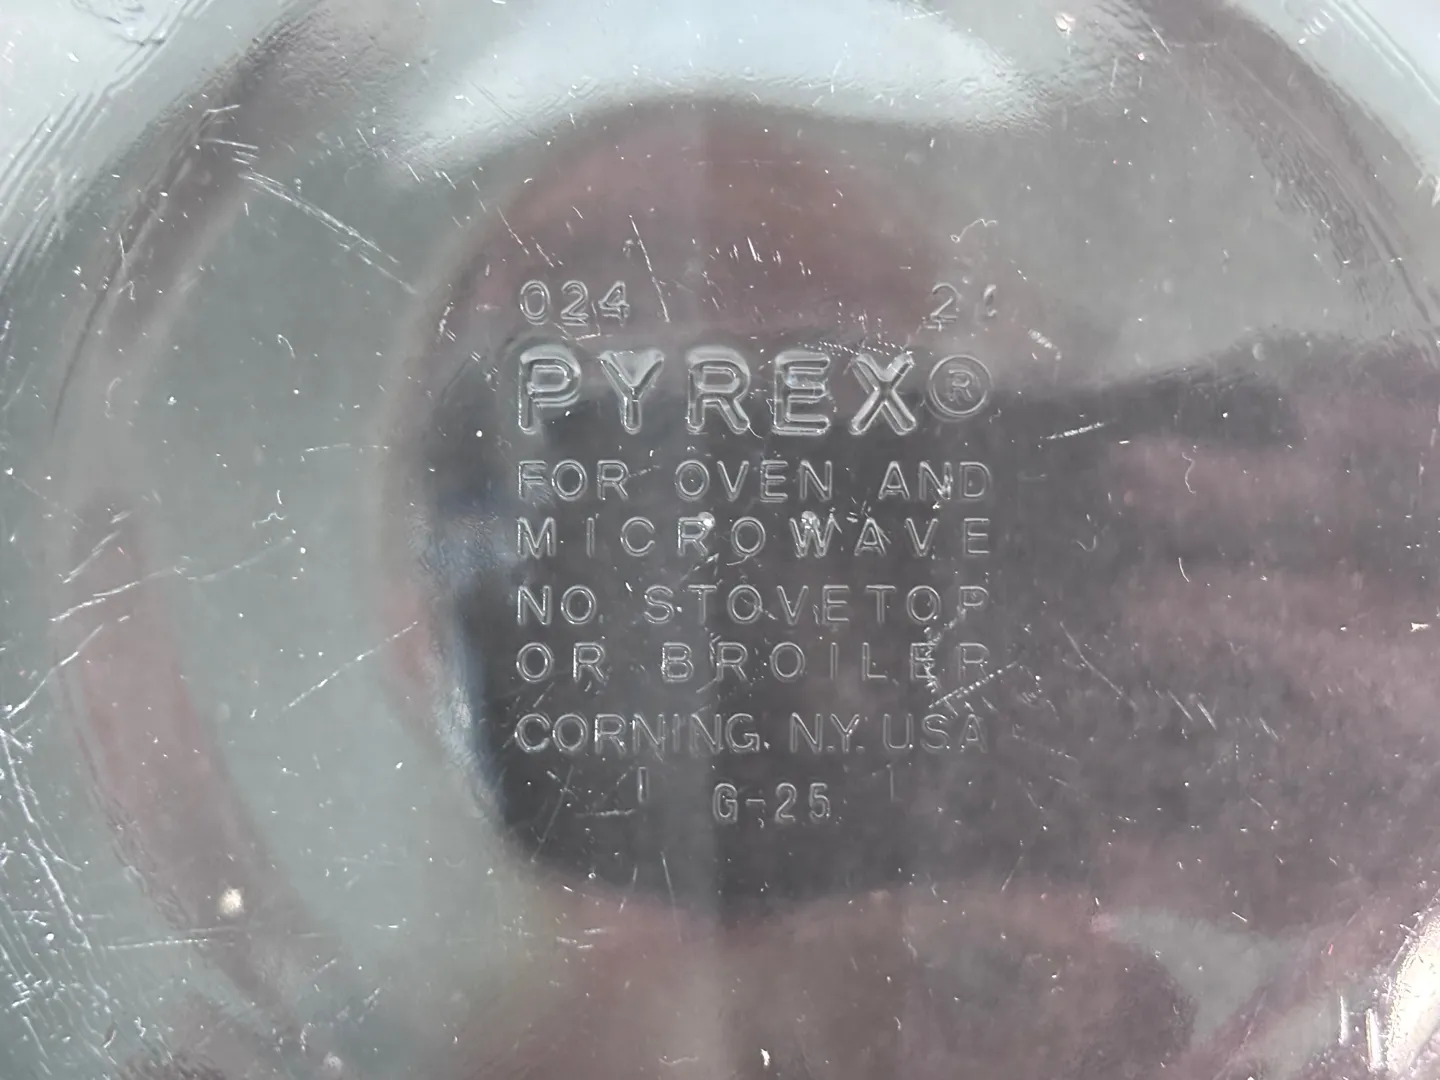 024
PYREX®
FOR OVEN AND
MICROWAVE
NO STOVETOP
OR BROILER
CORNING. N.Y. USA
G-25